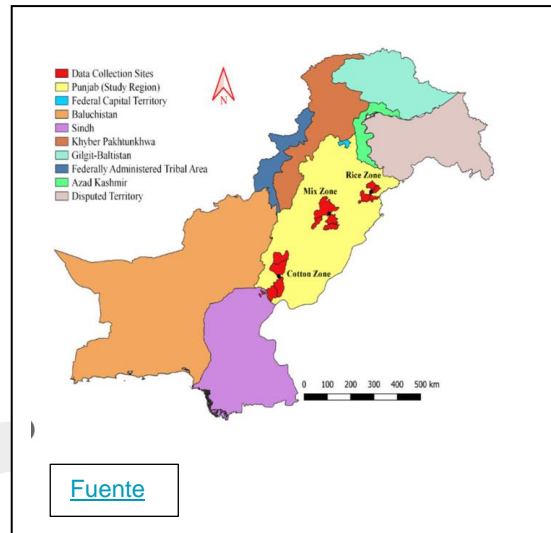 Data Collection Sites
Punjab (Study Region)
Federal Capital Territory
Baluchistan
Sindh
Khyber Pakhtunkhwa
Gilgit-Baltistan
Federally Administered Tribal Area
Azad Kashmir
Disputed Territory
N
Rice Zone
Mix Zone
Cotton Zone
0 100 200 300 400 500 km
Fuente